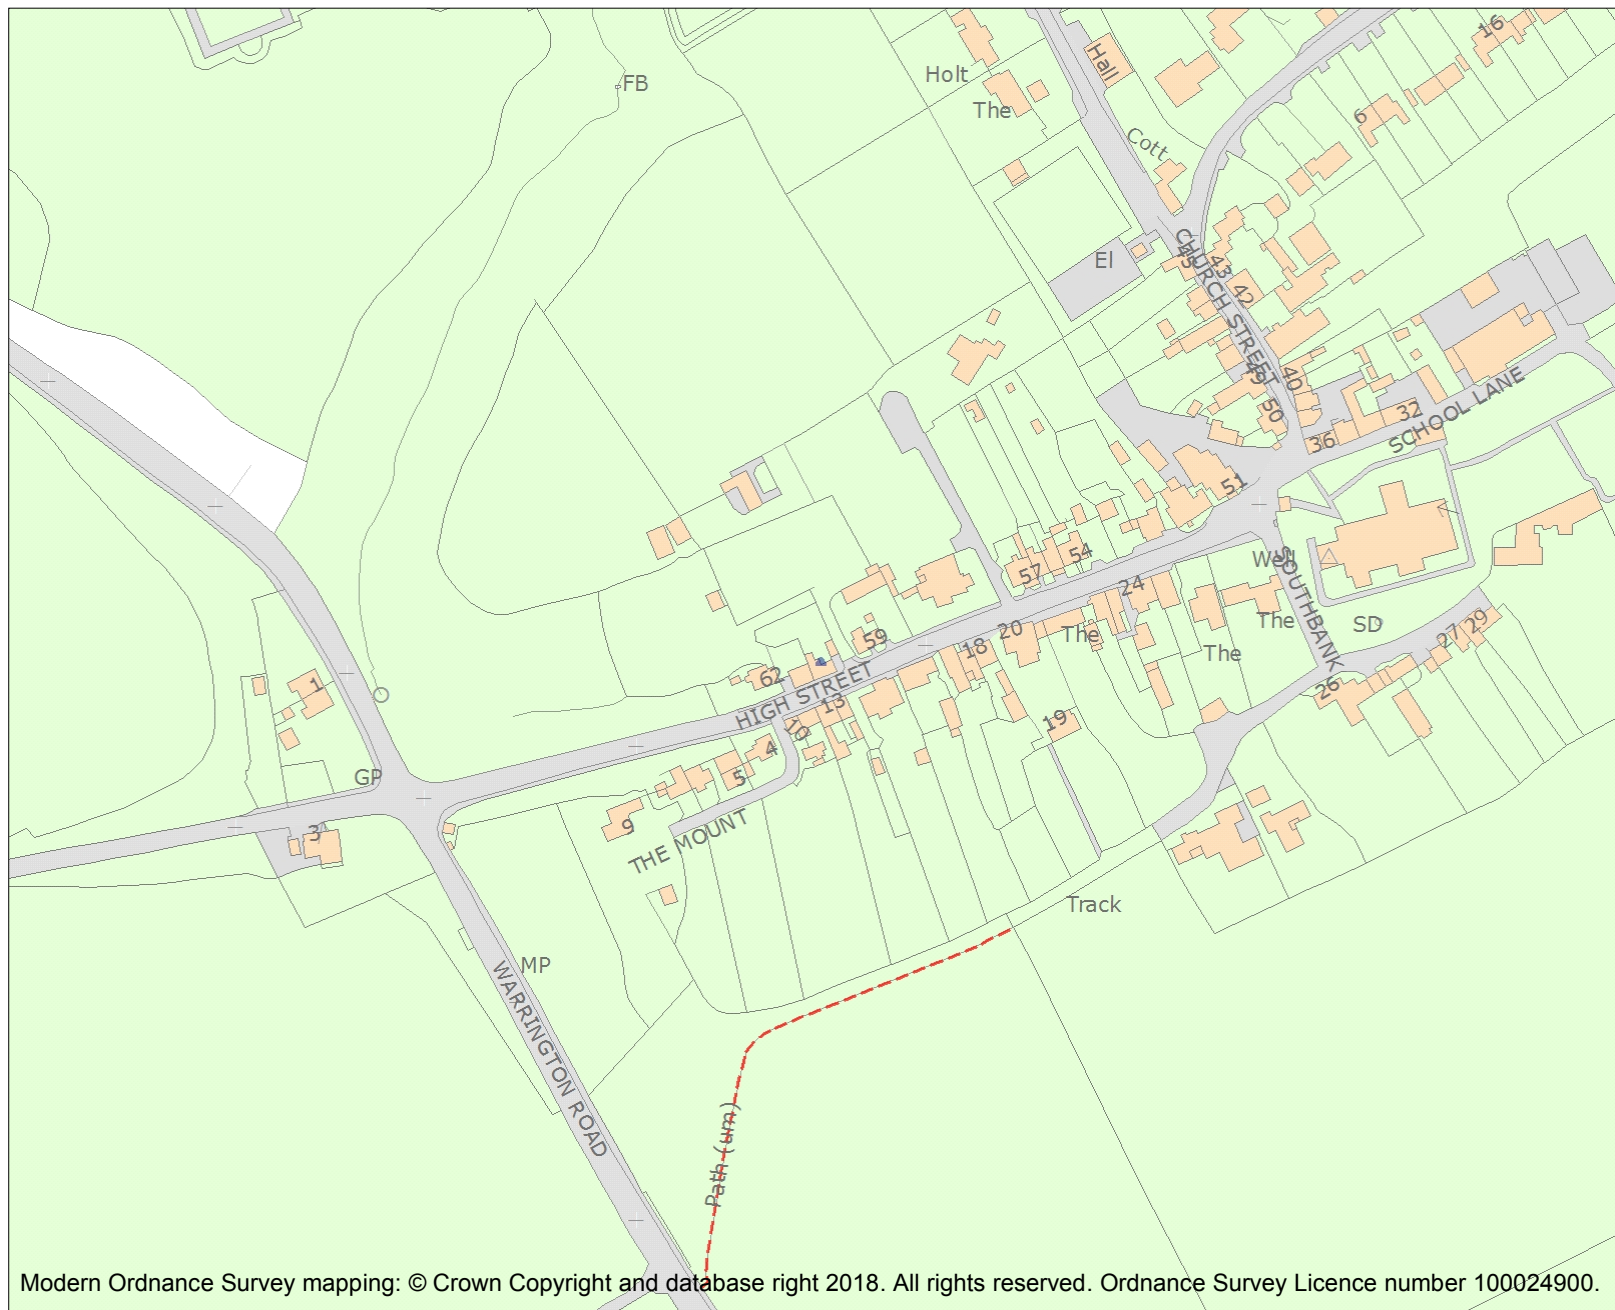 16
Hall
FB
Holt
The
6
Cott
El
CHURCH STREET
45
43
42
49
40
50
32
36
SCHOOL LANE
51
54
57
Well
SOUTHBANK
24
The
SD
20
The
The
27
29
59
18
62
1
HIGH STREET
26
13
10
19
4
GP
5
9
3
THE MOUNT
Track
MP
WARRINGTON ROAD
Path (um)
Modern Ordnance Survey mapping: © Crown Copyright and database right 2018. All rights reserved. Ordnance Survey Licence number 100024900.